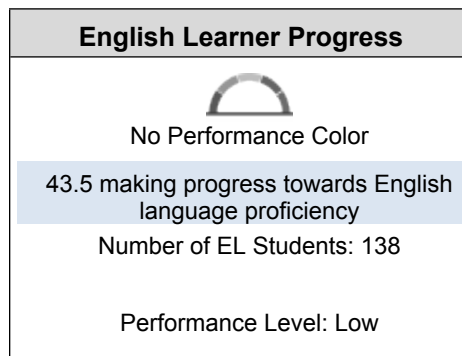 English Learner Progress
No Performance Color
43.5 making progress towards English
language proficiency
Number of EL Students: 138
Performance Level: Low